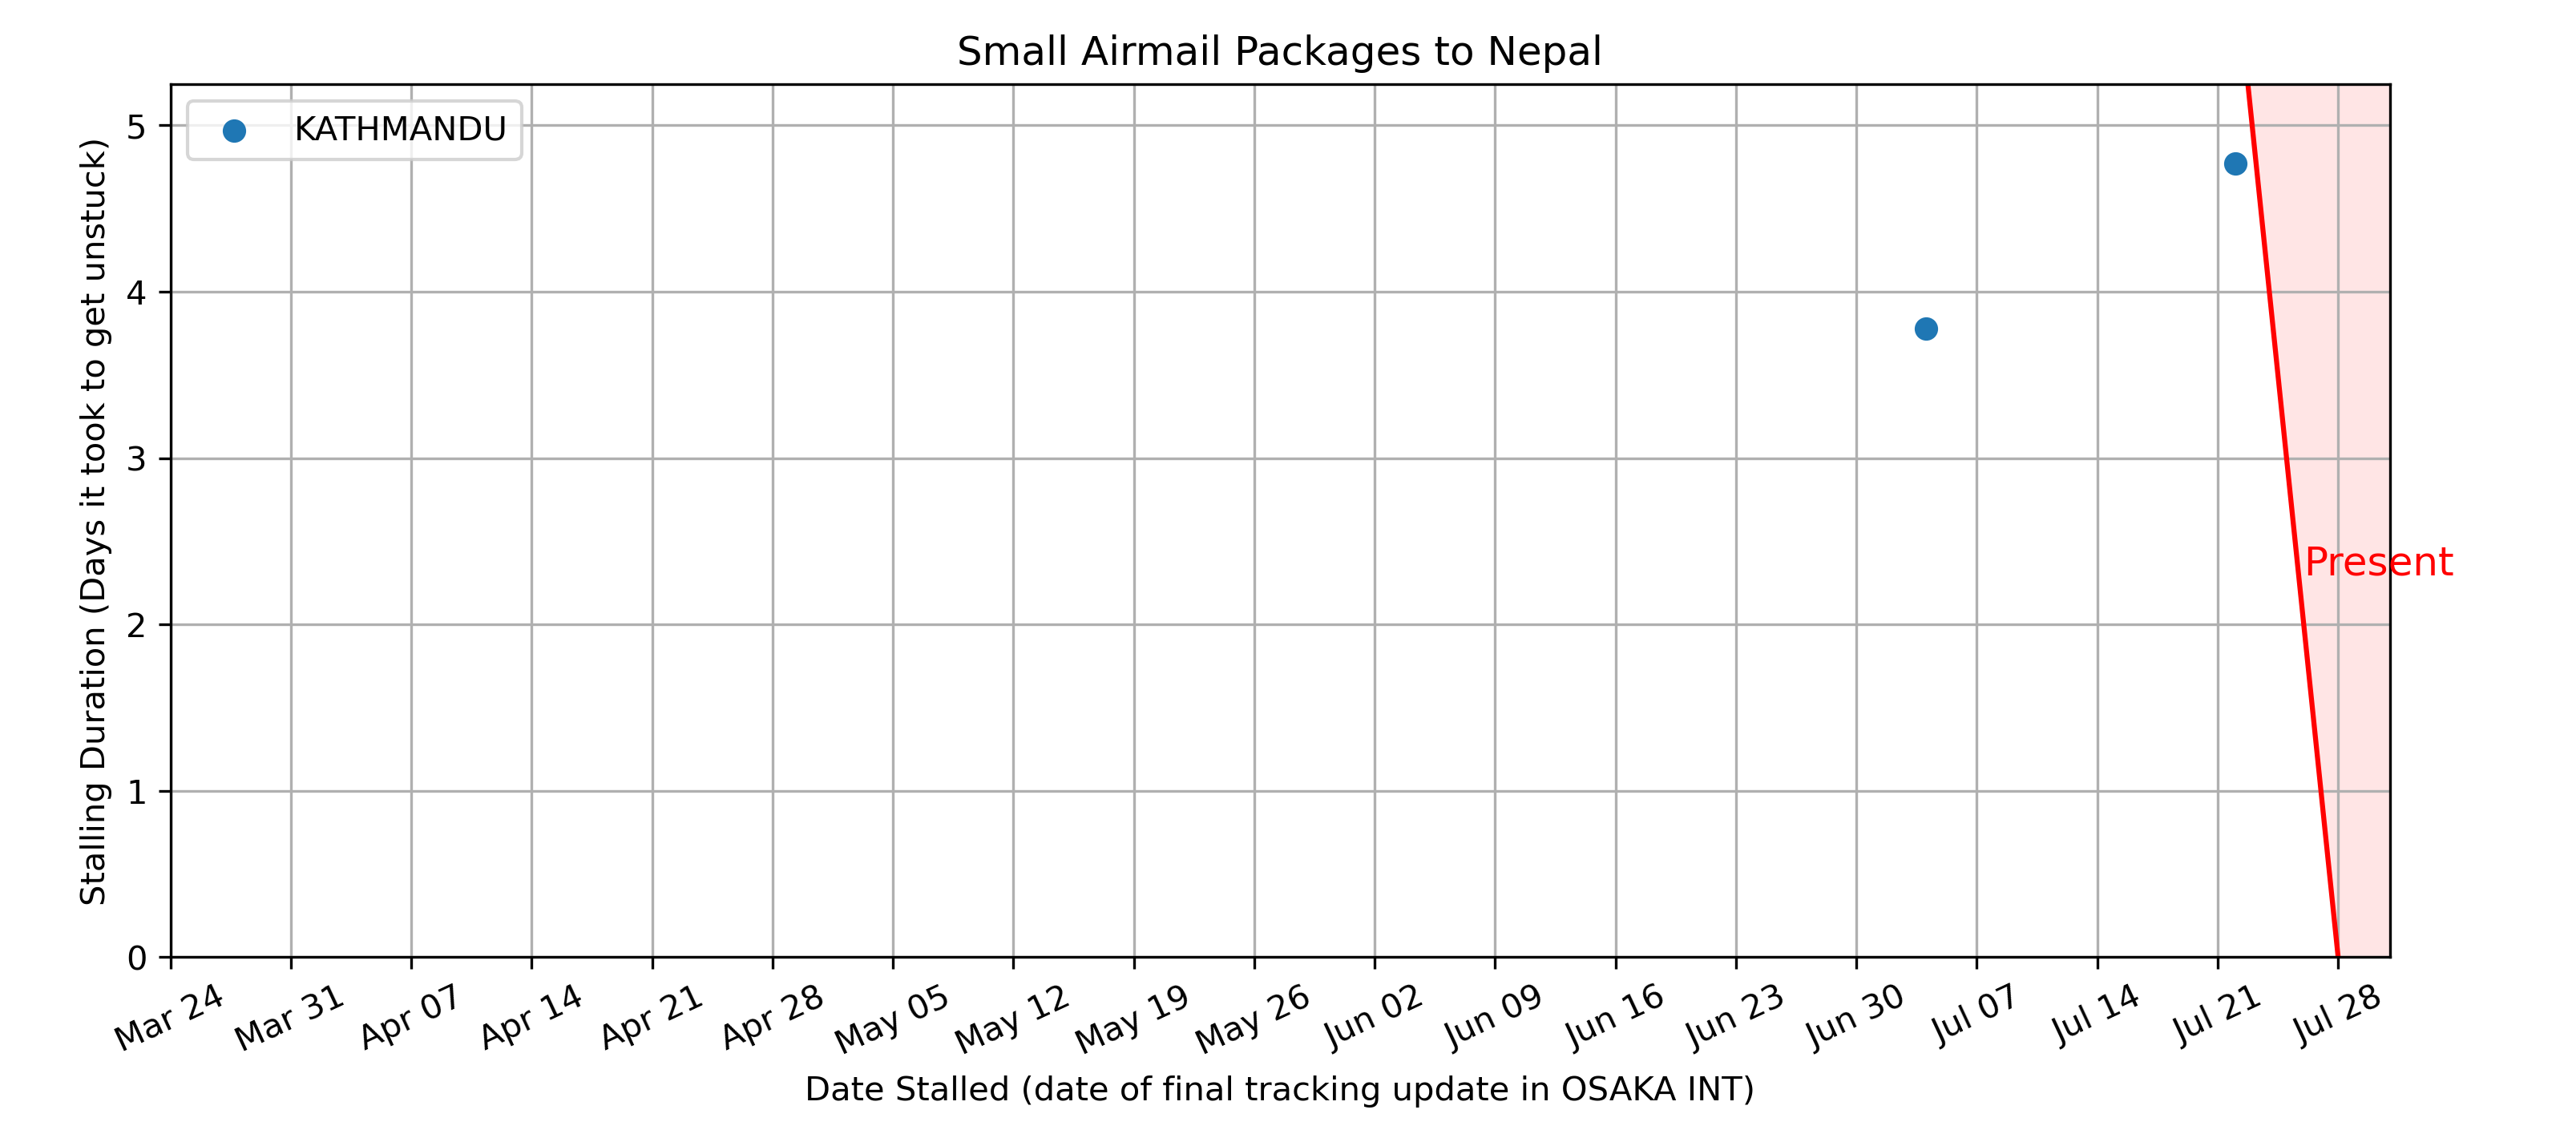 Small Airmail Packages to Nepal
KATHMANDU
Stalling Duration (Days it took to get unstuck)
5
4
3
2
1
0
Present
Mar 24
Mar 31
Apr 07
Apr 14
Apr 21
Apr 28
May 05
May 12
May 19
May 26
Jun 02
Jun 09
Jun 16
Jun 23
Jun 30
Jul 07
Jul 14
Jul 21
Jul 28
Date Stalled (date of final tracking update in OSAKA INT)